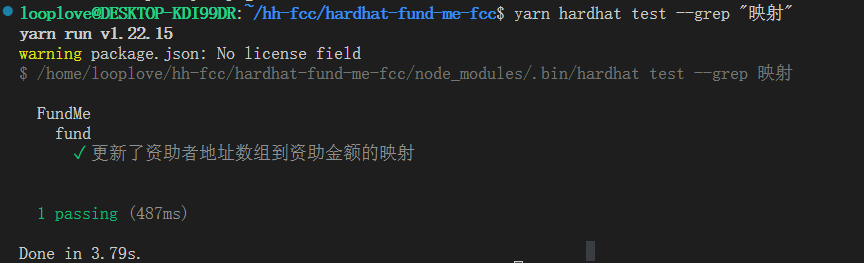 looplove@DESKTOP-KDI99DR:~/hh-fcc/hardhat-fund-me-fcc$ yarn hardhat test --grep "映射"
yarn run v1.22.15
warning package.json: No license field
$ /home/looplove/hh-fcc/hardhat-fund-me-fcc/node_modules/.bin/hardhat test --grep 映射
FundMe
fund
✓ 更新了资助者地址数组到资助金额的映射
1 passing (487ms)
Done in 3.79s.